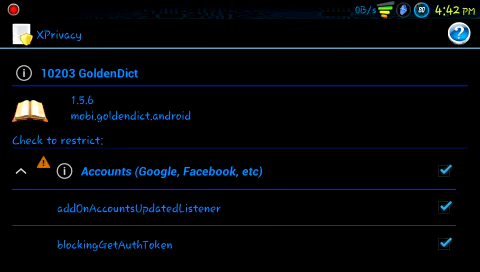 0B/s 80 4:42 PM
XPrivacy
10203 GoldenDict
1.5.6
mobi.goldendict.android
Check to restrict:
Accounts (Google, Facebook, etc)
addOnAccountsUpdatedListener
blockingGetAuthToken